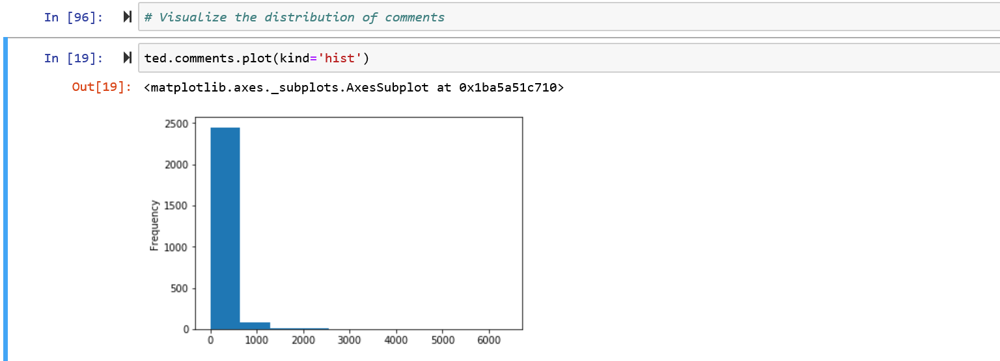 In [96]: # Visualize the distribution of comments
In [19]: ted.comments.plot(kind='hist')
Out[19]: <matplotlib.axes._subplots.AxesSubplot at 0x1ba5a51c710>
2500
2000
1500
1000
500
0
Frequency
0 1000 2000 3000 4000 5000 6000